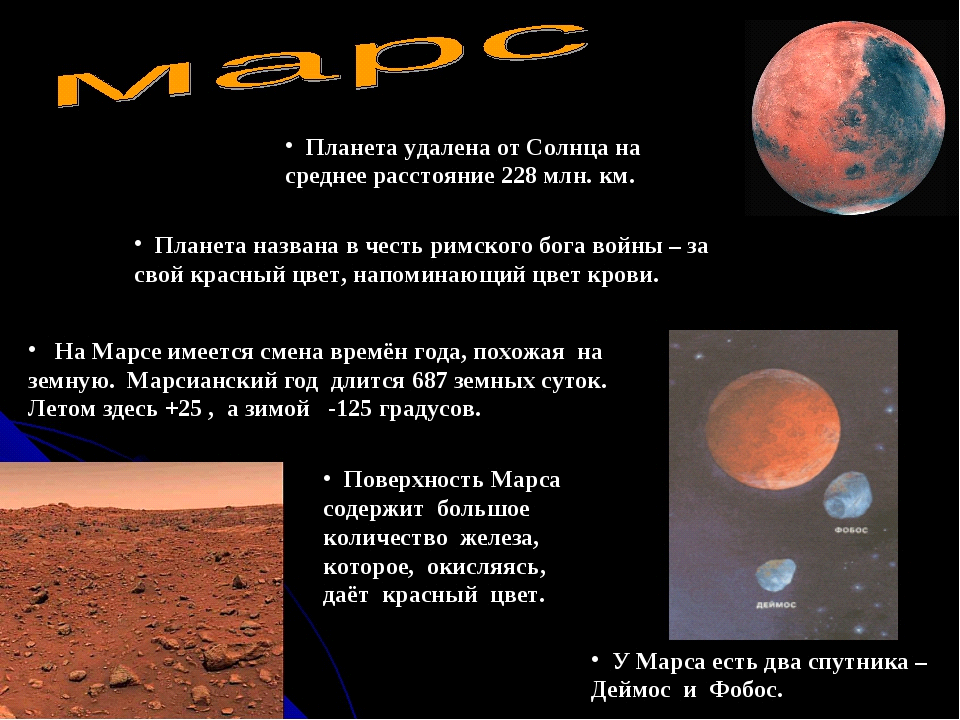 Марс
• Планета удалена от Солнца на
среднее расстояние 228 млн. км.
• Планета названа в честь римского бога войны – за
свой красный цвет, напоминающий цвет крови.
• На Марсе имеется смена времён года, похожая на
земную. Марсианский год длится 687 земных суток.
Летом здесь +25 , а зимой -125 градусов.
• Поверхность Марса
содержит большое
количество железа,
которое, окисляясь,
даёт красный цвет.
ФОБОС
ДЕЙМОС
• У Марса есть два спутника –
Деймос и Фобос.